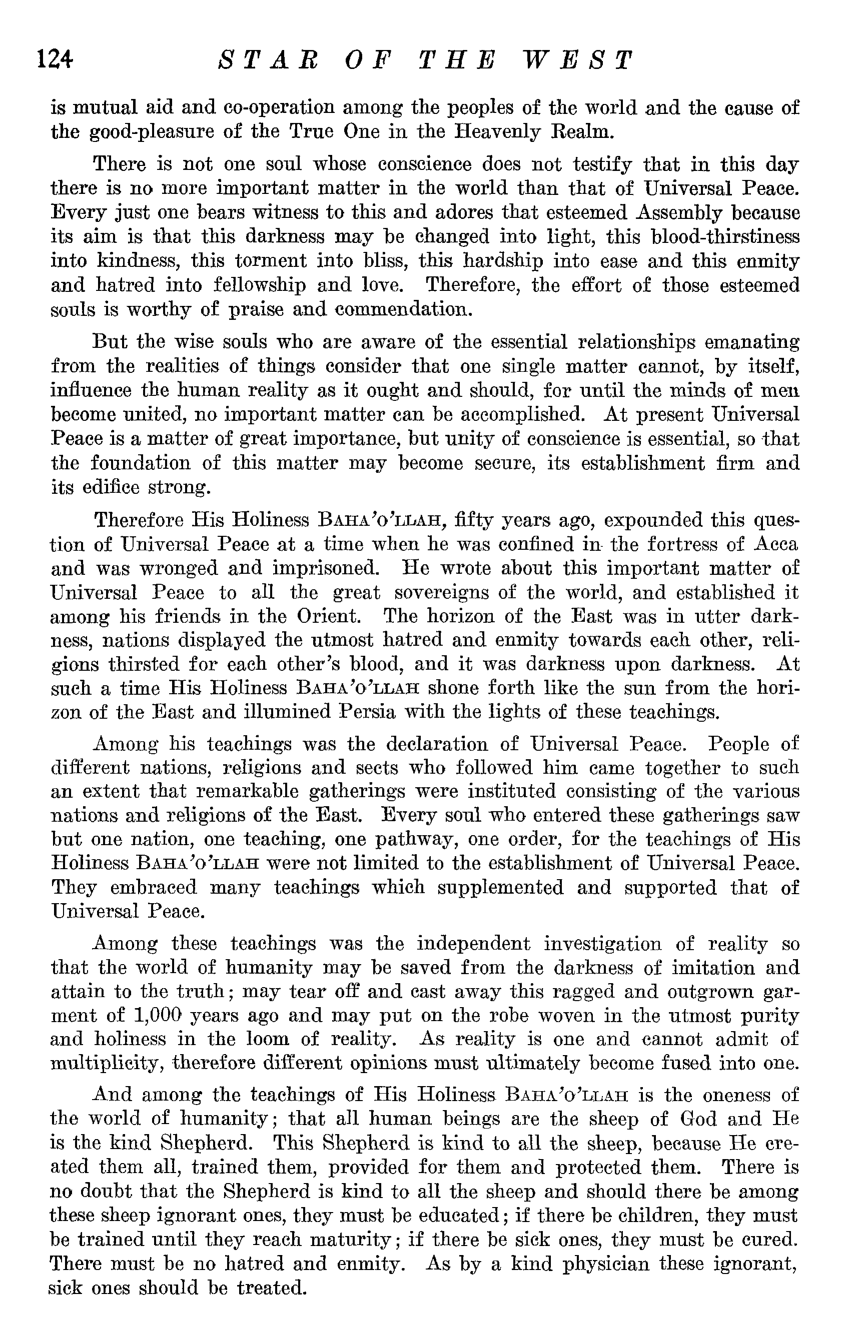 124 STAR OF THE WEST
is mutual aid and co-operation among the peoples of the world and the cause of
the good-pleasure of the True One in the Heavenly Realm.
There is not one soul whose conscience does not testify that in this day
there is no more important matter in the world than that of Universal Peace.
Every just one bears witness to this and adores that esteemed Assembly because
its aim is that this darkness may be changed into light, this blood-thirstiness
into kindness, this torment into bliss, this hardship into ease and this enmity
and hatred into fellowship and love. Therefore, the effort of those esteemed
souls is worthy of praise and commendation.
But the wise souls who are aware of the essential relationships emanating
from the realities of things consider that one single matter cannot, by itself,
influence the human reality as it ought and should, for until the minds of men
become united, no important matter can be accomplished. At present Universal
Peace is a matter of great importance, but unity of conscience is essential, so that
the foundation of this matter may become secure, its establishment firm and
its edifice strong.
Therefore His Holiness BAHA'O'LLAH, fifty years ago, expounded this ques-
tion of Universal Peace at a time when he was confined in the fortress of Acca
and was wronged and imprisoned. He wrote about this important matter of
Universal Peace to all the great sovereigns of the world, and established it
among his friends in the Orient. The horizon of the East was in utter dark-
ness, nations displayed the utmost hatred and enmity towards each other, reli-
gions thirsted for each other's blood, and it was darkness upon darkness. At
such a time His Holiness BAHA'O'LLAH shone forth like the sun from the hori-
zon of the East and illumined Persia with the lights of these teachings.
Among his teachings was the declaration of Universal Peace. People of
different nations, religions and sects who followed him came together to such
an extent that remarkable gatherings were instituted consisting of the various
nations and religions of the East. Every soul who entered these gatherings saw
but one nation, one teaching, one pathway, one order, for the teachings of His
Holiness BAHA'O'LLAH were not limited to the establishment of Universal Peace.
They embraced many teachings which supplemented and supported that of
Universal Peace.
Among these teachings was the independent investigation of reality so
that the world of humanity may be saved from the darkness of imitation and
attain to the truth; may tear off and cast away this ragged and outgrown gar-
ment of 1,000 years ago and may put on the robe woven in the utmost purity
and holiness in the loom of reality. As reality is one and cannot admit of
multiplicity, therefore different opinions must ultimately become fused into one.
And among the teachings of His Holiness BAHA'O'LLAH is the oneness of
the world of humanity; that all human beings are the sheep of God and He
is the kind Shepherd. This Shepherd is kind to all the sheep, because He cre-
ated them all, trained them, provided for them and protected them. There is
no doubt that the Shepherd is kind to all the sheep and should there be among
these sheep ignorant ones, they must be educated; if there be children, they must
be trained until they reach maturity; if there be sick ones, they must be cured.
There must be no hatred and enmity. As by a kind physician these ignorant,
sick ones should be treated.